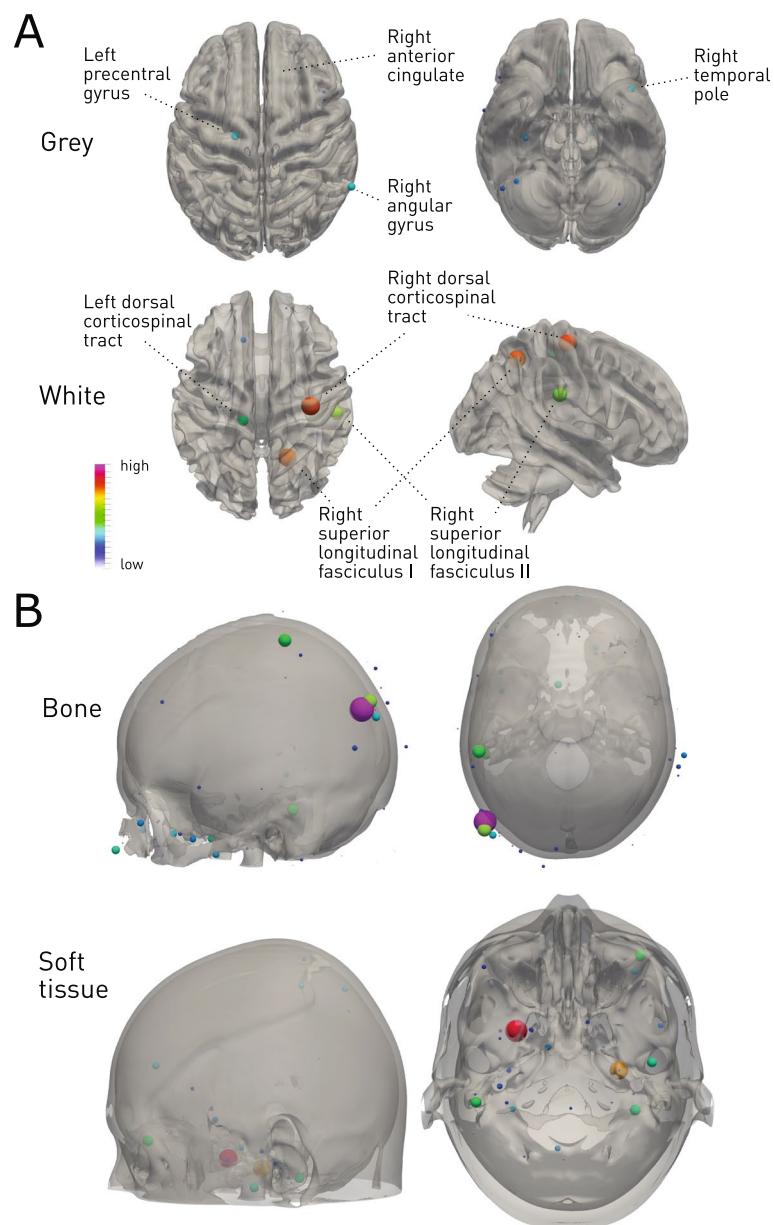 A
Left
precentral
gyrus
Right
anterior
cingulate
Right
temporal
pole
Grey
Right
angular
gyrus
Left dorsal
corticospinal
tract
Right dorsal
corticospinal
tract
White
high
low
Right
superior
longitudinal
fasciculus I
Right
superior
longitudinal
fasciculus II
B
Bone
Soft
tissue